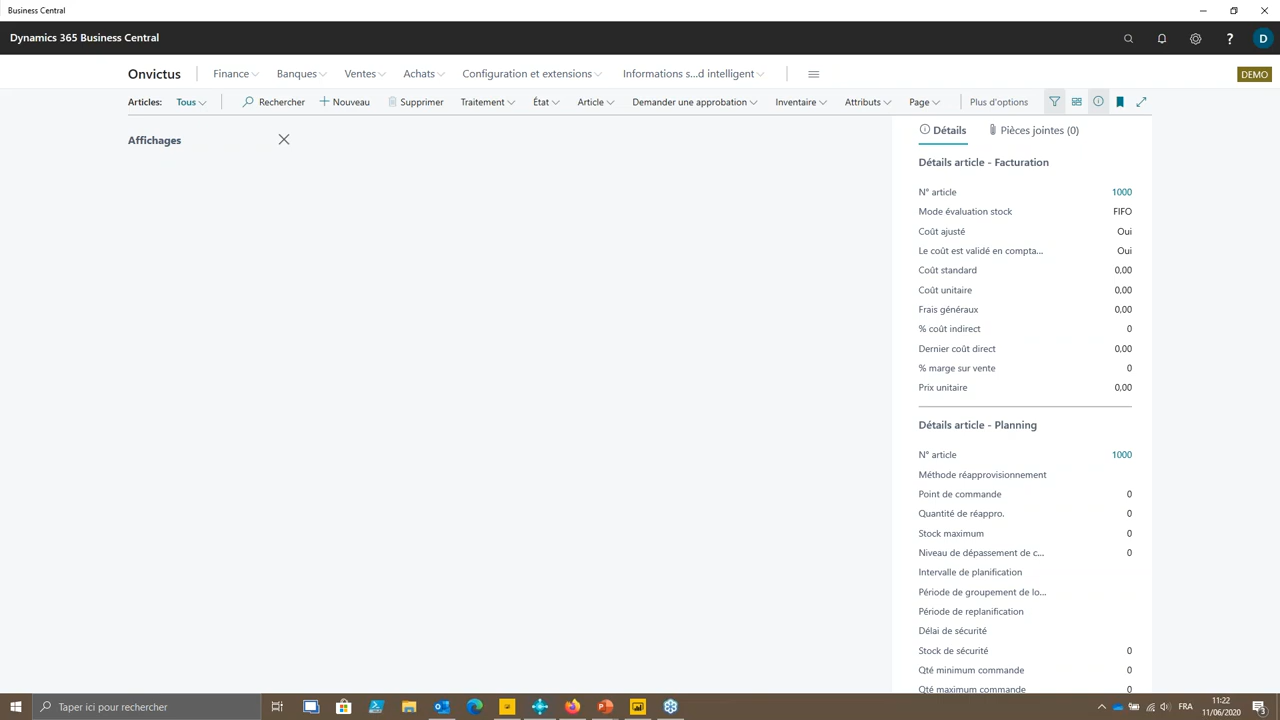 Business Central
Dynamics 365 Business Central
?
D
Onvictus
Finance
Banques
Ventes
Achats
Configuration et extensions
Informations s...d intelligent
DEMO
Articles:
Tous
Rechercher
Nouveau
Supprimer
Traitement
État
Article
Demander une approbation
Inventaire
Attributs
Page
Plus d'options
Affichages
Détails
Pièces jointes (0)
Détails article - Facturation
N° article 1000
Mode évaluation stock FIFO
Coût ajusté Oui
Le coût est validé en compta... Oui
Coût standard 0,00
Coût unitaire 0,00
Frais généraux 0,00
% coût indirect 0
Dernier coût direct 0,00
% marge sur vente 0
Prix unitaire 0,00
Détails article - Planning
N° article 1000
Méthode réapprovisionnement
Point de commande 0
Quantité de réappro. 0
Stock maximum 0
Niveau de dépassement de c... 0
Intervalle de planification
Période de groupement de lo...
Période de replanification
Délai de sécurité
Stock de sécurité 0
Qté minimum commande 0
Qté maximum commande 0
Taper ici pour rechercher
FRA
11:22
11/06/2020